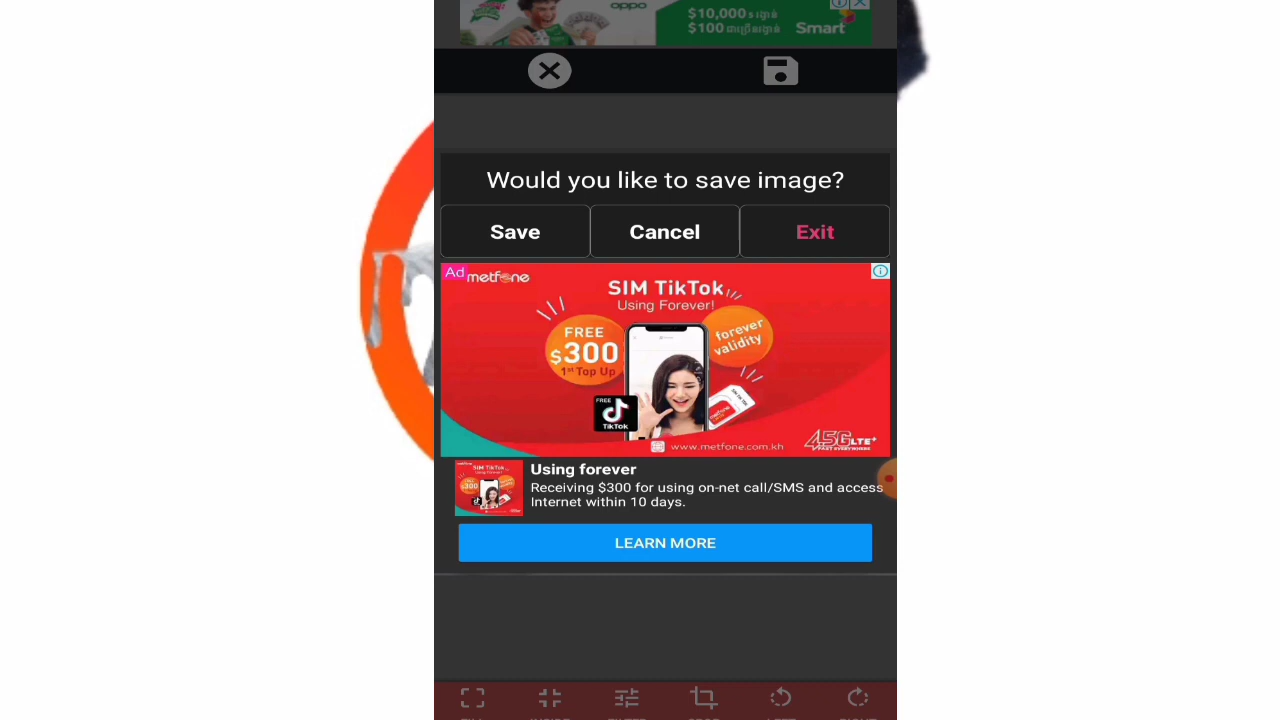 oppo
$10,000
$100
Smart
Would you like to save image?
Save Cancel Exit
Ad metfone
SIM TikTok
Using Forever!
FREE
$300
1st Top Up
forever
validity
FREE
TikTok
www.metfone.com.kh
4.5G LTE+
Using forever
Receiving $300 for using on-net call/SMS and access
Internet within 10 days.
LEARN MORE